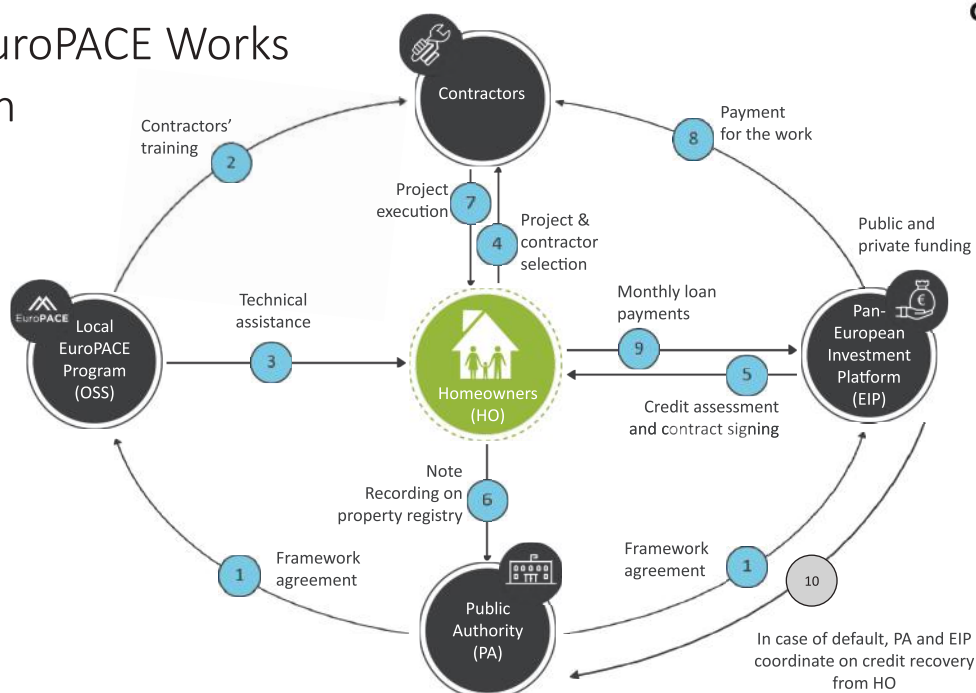 uroPACE Works
Contractors
Contractors’
training
2
Payment
for the work
8
Project
execution
7
4
Project &
contractor
selection
Public and
private funding
EuroPACE
Local
EuroPACE
Program
(OSS)
Technical
assistance
3
Homeowners
(HO)
Monthly loan
payments
9
5
Credit assessment
and contract signing
Pan-
European
Investment
Platform
(EIP)
€
Note
Recording on
property registry
6
1
Framework
agreement
Public
Authority
(PA)
Framework
agreement
1
10
In case of default, PA and EIP
coordinate on credit recovery
from HO